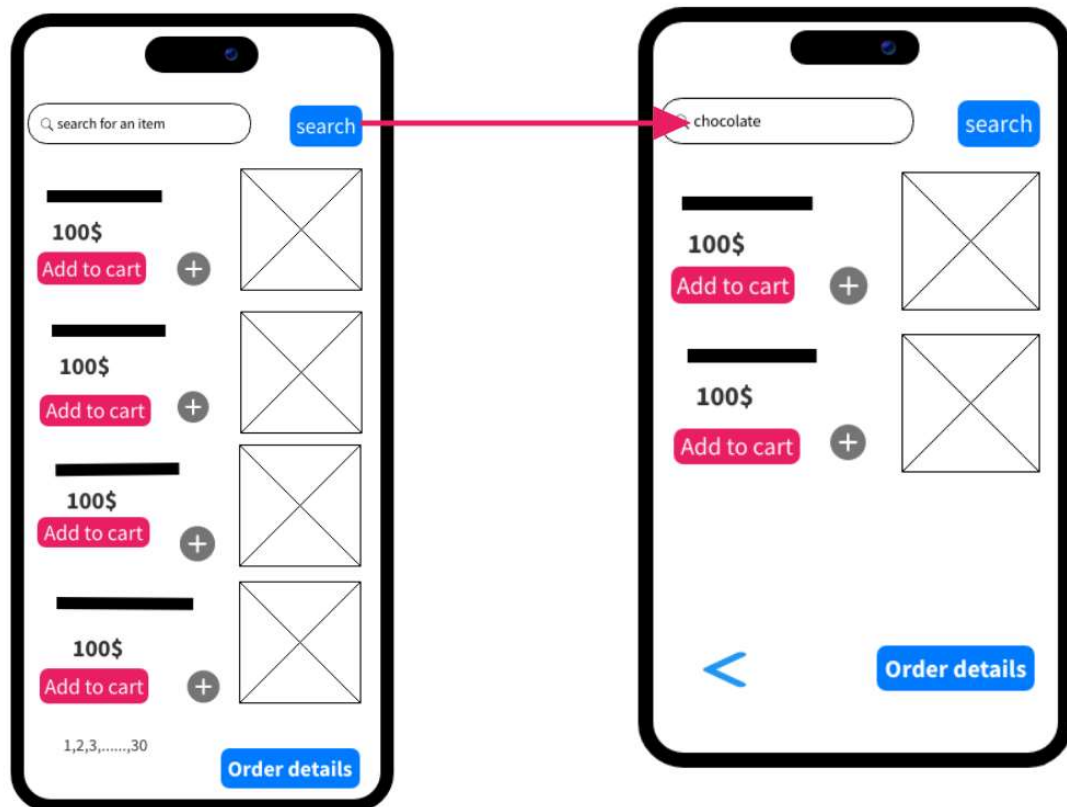 search for an item
search
100$
Add to cart
100$
Add to cart
100$
Add to cart
100$
Add to cart
1,2,3,......,30
Order details
chocolate
search
100$
Add to cart
100$
Add to cart
Order details